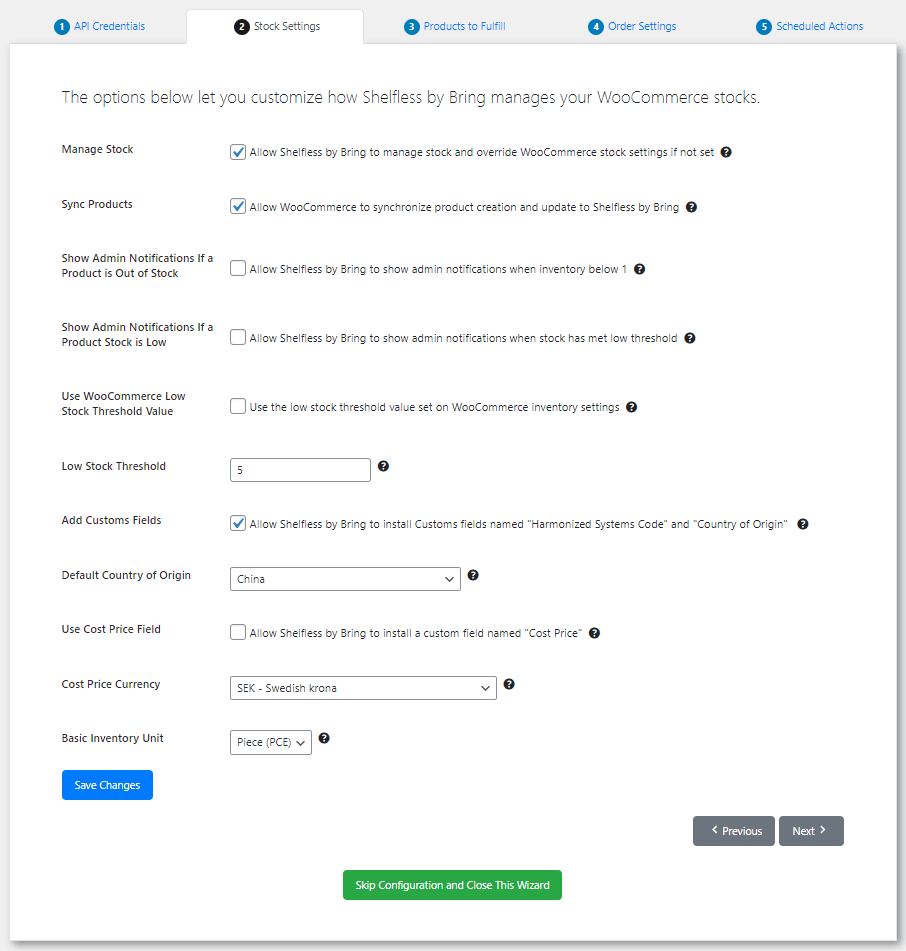 1 API Credentials
2 Stock Settings
3 Products to Fulfill
4 Order Settings
5 Scheduled Actions
The options below let you customize how Shelfless by Bring manages your WooCommerce stocks.
Manage Stock
Allow Shelfless by Bring to manage stock and override WooCommerce stock settings if not set ?
Sync Products
Allow WooCommerce to synchronize product creation and update to Shelfless by Bring ?
Show Admin Notifications If a
Product is Out of Stock
Allow Shelfless by Bring to show admin notifications when inventory below 1 ?
Show Admin Notifications If a
Product Stock is Low
Allow Shelfless by Bring to show admin notifications when stock has met low threshold ?
Use WooCommerce Low
Stock Threshold Value
Use the low stock threshold value set on WooCommerce inventory settings ?
Low Stock Threshold
5 ?
Add Customs Fields
Allow Shelfless by Bring to install Customs fields named "Harmonized Systems Code" and "Country of Origin" ?
Default Country of Origin
China ?
Use Cost Price Field
Allow Shelfless by Bring to install a custom field named "Cost Price" ?
Cost Price Currency
SEK - Swedish krona ?
Basic Inventory Unit
Piece (PCE) ?
Save Changes
Previous
Next
Skip Configuration and Close This Wizard